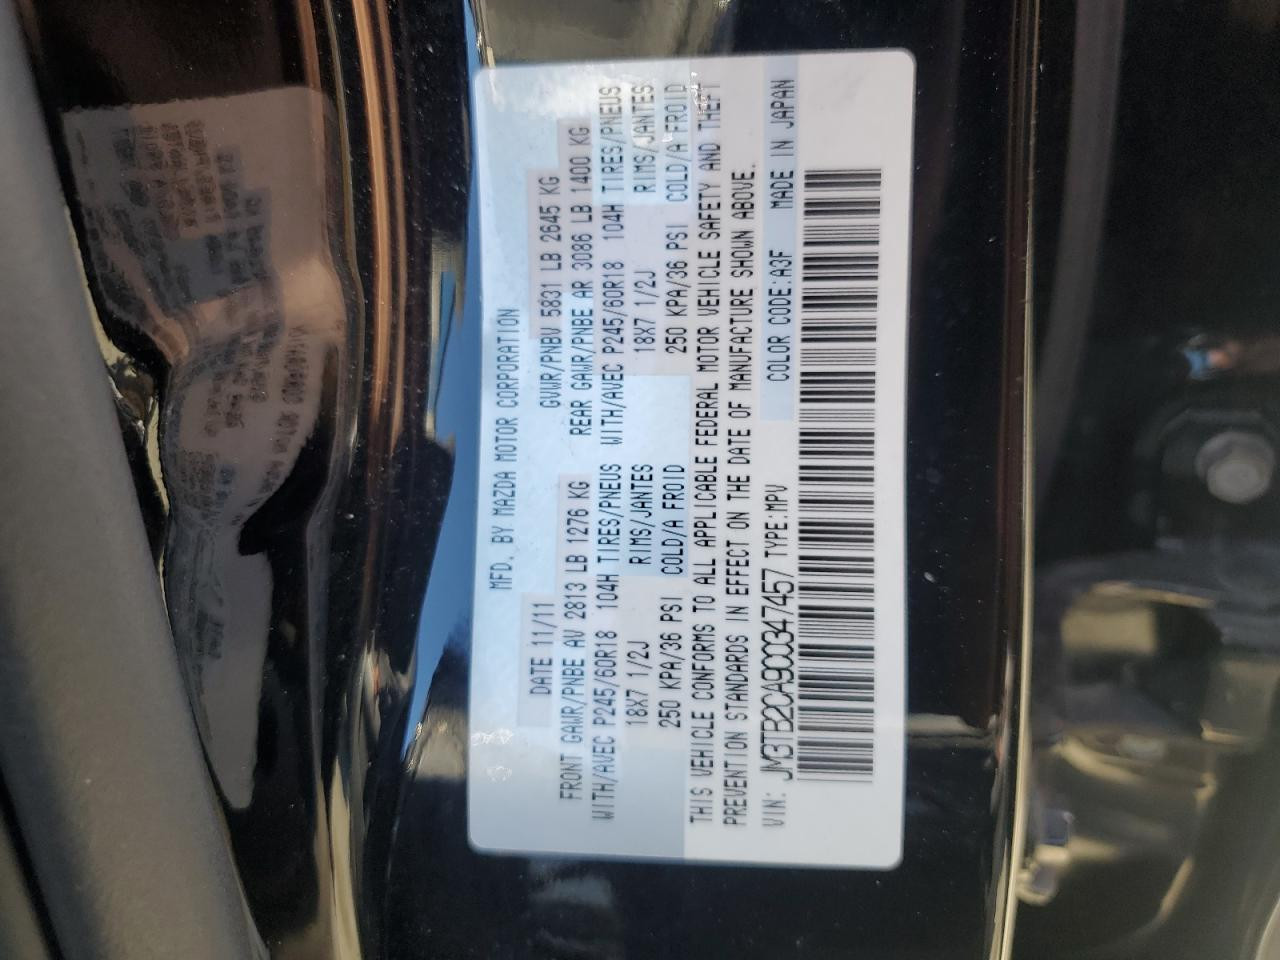 MFD. BY MAZDA MOTOR CORPORATION
DATE 11/11 GVWR/PNBV 5831 LB 2645 KG
FRONT GAWR/PNBE AV 2813 LB 1276 KG REAR GAWR/PNBE AR 3086 LB 1400 KG
WITH/AVEC P245/60R18 104H TIRES/PNEUS WITH/AVEC P245/60R18 104H TIRES/PNEUS
18X7 1/2J RIMS/JANTES 18X7 1/2J RIMS/JANTES
250 KPA/36 PSI COLD/A FROID 250 KPA/36 PSI COLD/A FROID
THIS VEHICLE CONFORMS TO ALL APPLICABLE FEDERAL MOTOR VEHICLE SAFETY AND THEFT
PREVENTION STANDARDS IN EFFECT ON THE DATE OF MANUFACTURE SHOWN ABOVE.
VIN: JM3TB2CA9C0347457 TYPE:MPV COLOR CODE:A3F MADE IN JAPAN